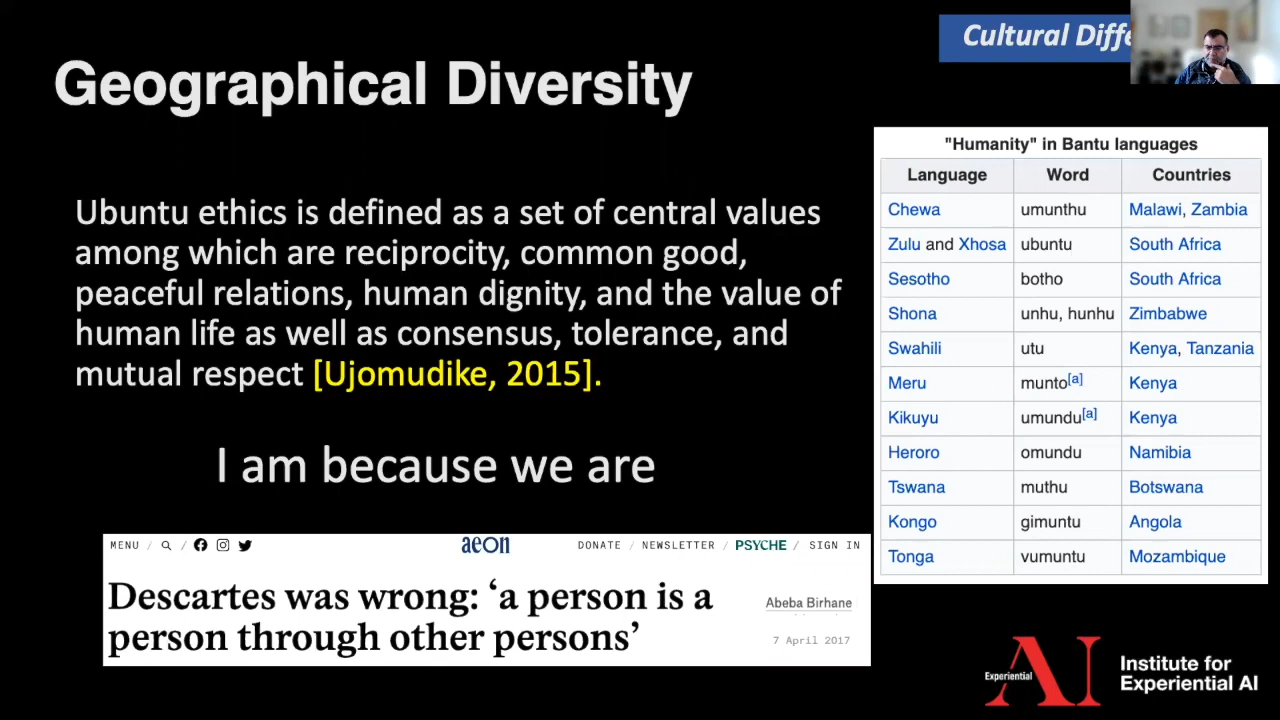 Cultural Diffe
Geographical Diversity
Ubuntu ethics is defined as a set of central values
among which are reciprocity, common good,
peaceful relations, human dignity, and the value of
human life as well as consensus, tolerance, and
mutual respect [Ujomudike, 2015].
I am because we are
MENU / / aeon DONATE / NEWSLETTER / PSYCHE / SIGN IN
Descartes was wrong: ‘a person is a
person through other persons’
Abeba Birhane
7 April 2017
"Humanity" in Bantu languages
Language Word Countries
Chewa umunthu Malawi, Zambia
Zulu and Xhosa ubuntu South Africa
Sesotho botho South Africa
Shona unhu, hunhu Zimbabwe
Swahili utu Kenya, Tanzania
Meru munto[a] Kenya
Kikuyu umundu[a] Kenya
Heroro omundu Namibia
Tswana muthu Botswana
Kongo gimuntu Angola
Tonga vumuntu Mozambique
Experiential AI
Institute for
Experiential AI